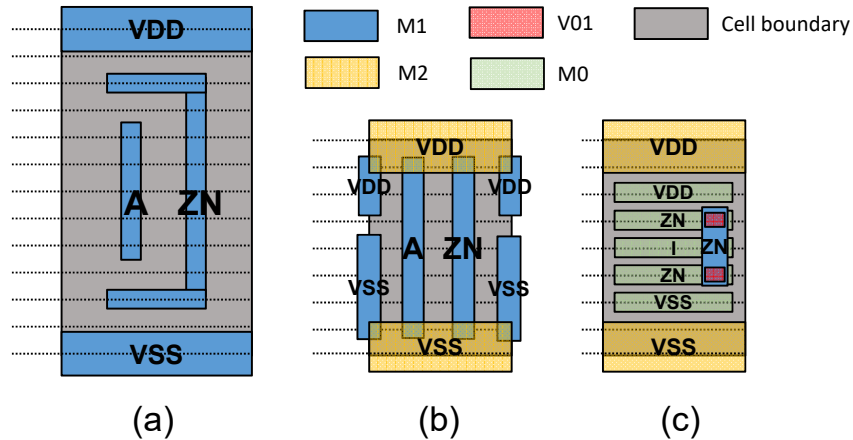 M1
V01
Cell boundary
M2
M0
VDD
A
ZN
VSS
(a)
VDD
VDD
VDD
A
ZN
VSS
VSS
VSS
(b)
VDD
VDD
ZN
I
ZN
ZN
VSS
VSS
(c)